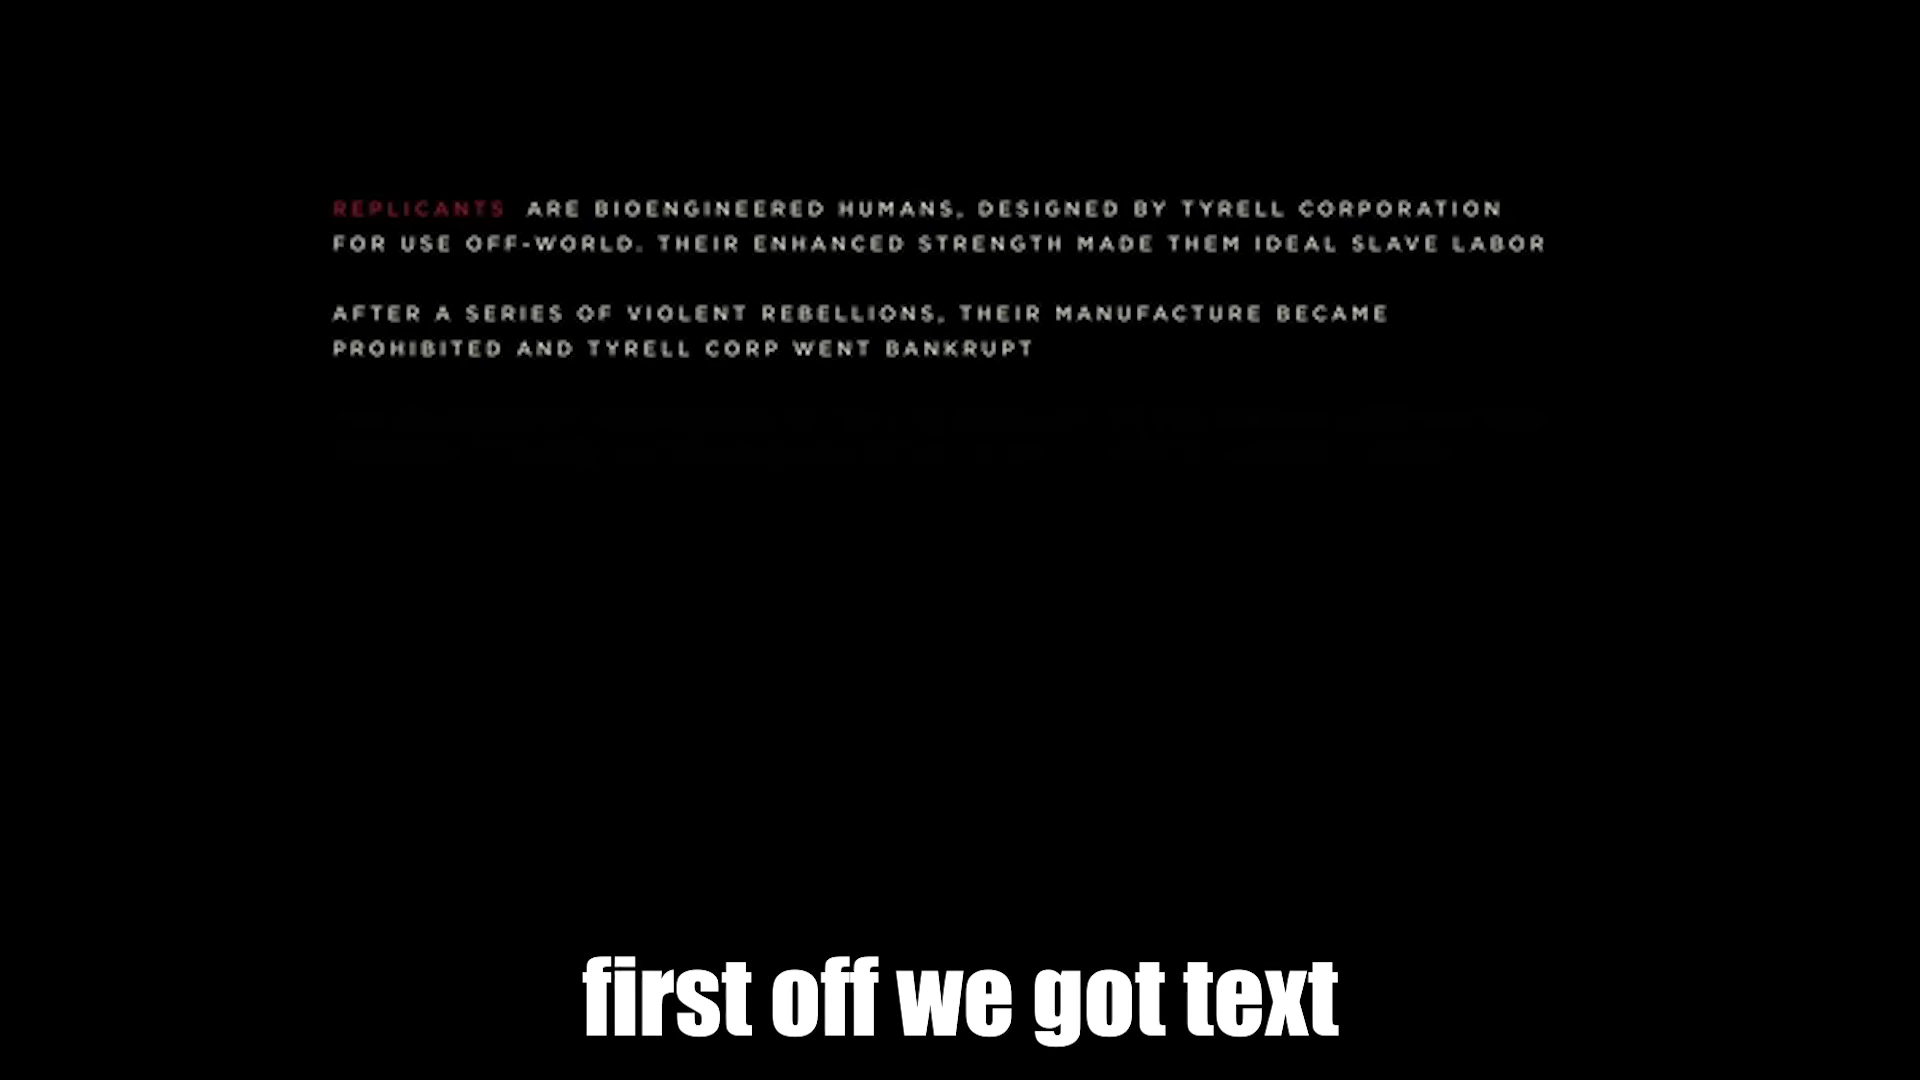 REPLICANTS ARE BIOENGINEERED HUMANS, DESIGNED BY TYRELL CORPORATION
FOR USE OFF-WORLD. THEIR ENHANCED STRENGTH MADE THEM IDEAL SLAVE LABOR
AFTER A SERIES OF VIOLENT REBELLIONS, THEIR MANUFACTURE BECAME
PROHIBITED AND TYRELL CORP WENT BANKRUPT
first off we got text